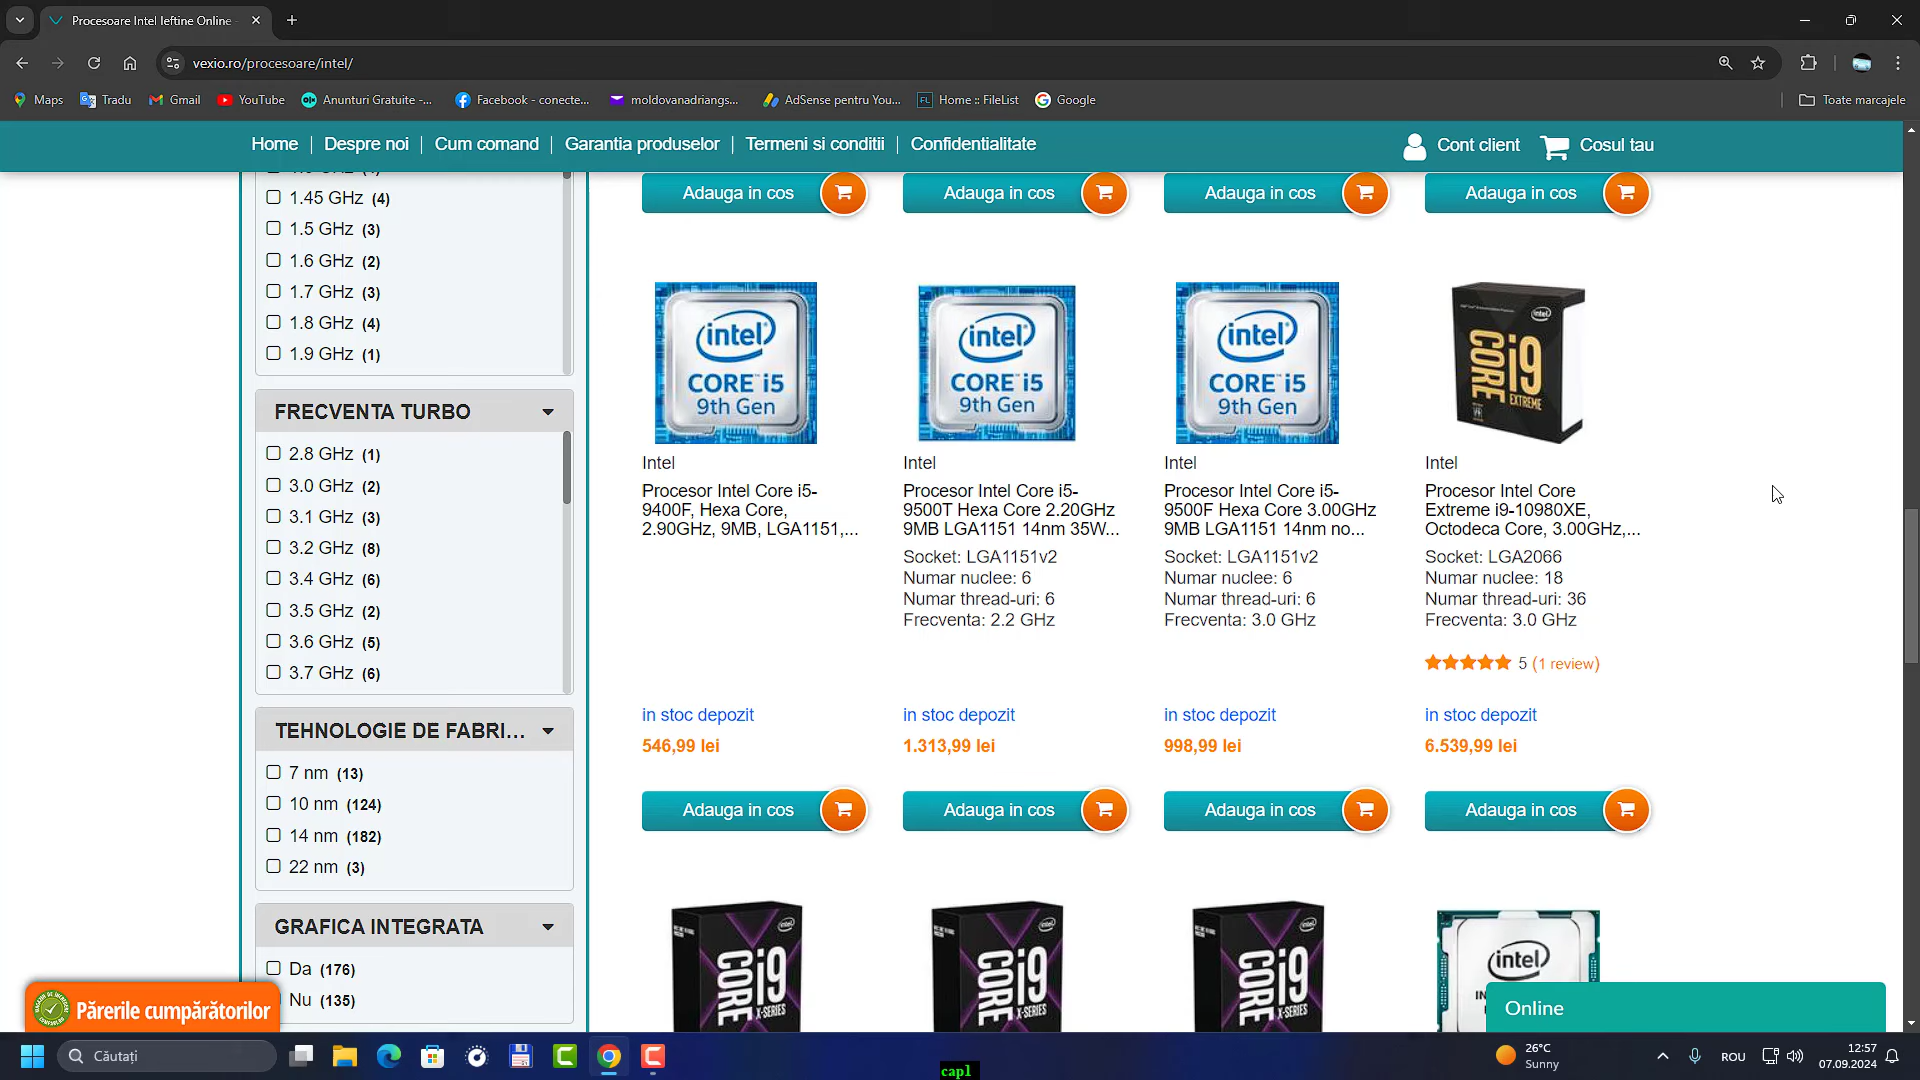 Procesoare Intel Ieftine Online
vexio.ro/procesoare/intel/
Maps
Tradu
Gmail
YouTube
Anunturi Gratuite -...
Facebook - conecte...
moldovanadriangs...
AdSense pentru You...
FL
Home :: FileList
Google
Toate marcajele
Home
Despre noi
Cum comand
Garantia produselor
Termeni si conditii
Confidentialitate
Cont client
Cosul tau
1.45 GHz (4)
1.5 GHz (3)
1.6 GHz (2)
1.7 GHz (3)
1.8 GHz (4)
1.9 GHz (1)
FRECVENTA TURBO
2.8 GHz (1)
3.0 GHz (2)
3.1 GHz (3)
3.2 GHz (8)
3.4 GHz (6)
3.5 GHz (2)
3.6 GHz (5)
3.7 GHz (6)
TEHNOLOGIE DE FABRI...
7 nm (13)
10 nm (124)
14 nm (182)
22 nm (3)
GRAFICA INTEGRATA
Da (176)
Nu (135)
Adauga in cos
Adauga in cos
Adauga in cos
Adauga in cos
intel
CORE™ i5
9th Gen
Intel
Procesor Intel Core i5-
9400F, Hexa Core,
2.90GHz, 9MB, LGA1151,...
in stoc depozit
546,99 lei
Adauga in cos
intel
CORE™ i5
9th Gen
Intel
Procesor Intel Core i5-
9500T Hexa Core 2.20GHz
9MB LGA1151 14nm 35W...
Socket: LGA1151v2
Numar nuclee: 6
Numar thread-uri: 6
Frecventa: 2.2 GHz
in stoc depozit
1.313,99 lei
Adauga in cos
intel
CORE™ i5
9th Gen
Intel
Procesor Intel Core i5-
9500F Hexa Core 3.00GHz
9MB LGA1151 14nm no...
Socket: LGA1151v2
Numar nuclee: 6
Numar thread-uri: 6
Frecventa: 3.0 GHz
in stoc depozit
998,99 lei
Adauga in cos
intel
CORE i9
EXTREME
Intel
Procesor Intel Core
Extreme i9-10980XE,
Octodeca Core, 3.00GHz,...
Socket: LGA2066
Numar nuclee: 18
Numar thread-uri: 36
Frecventa: 3.0 GHz
5 (1 review)
in stoc depozit
6.539,99 lei
Adauga in cos
intel
CORE i9
X-SERIES
intel
CORE i9
X-SERIES
intel
CORE i9
X-SERIES
intel
Părerile cumpărătorilor
Online
Căutați
capl
26°C
Sunny
ROU
12:57
07.09.2024